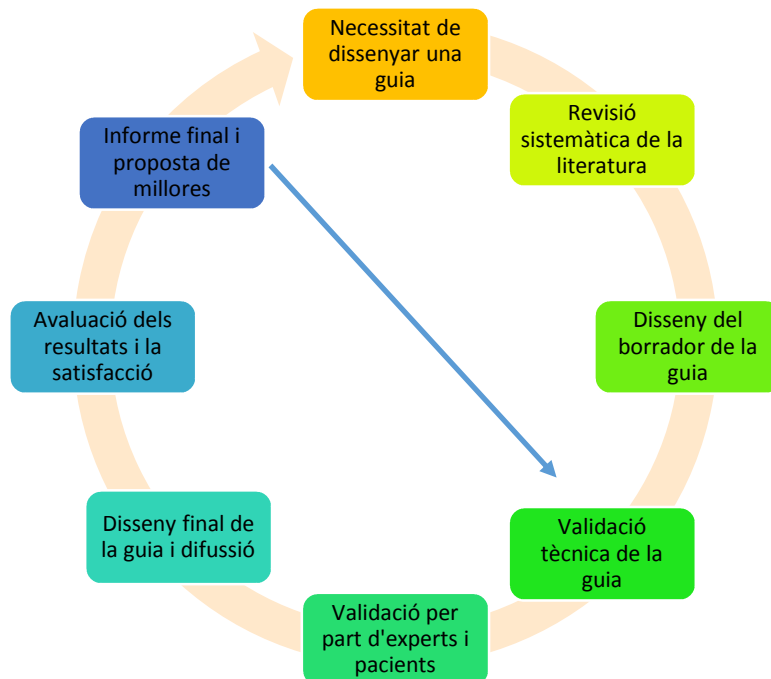 Necessitat de
dissenyar una
guia
Revisió
sistemàtica de la
literatura
Disseny del
borrador de la
guia
Validació
tècnica de la
guia
Validació per
part d'experts i
pacients
Disseny final de
la guia i difussió
Avaluació dels
resultats i la
satisfacció
Informe final i
proposta de
millores